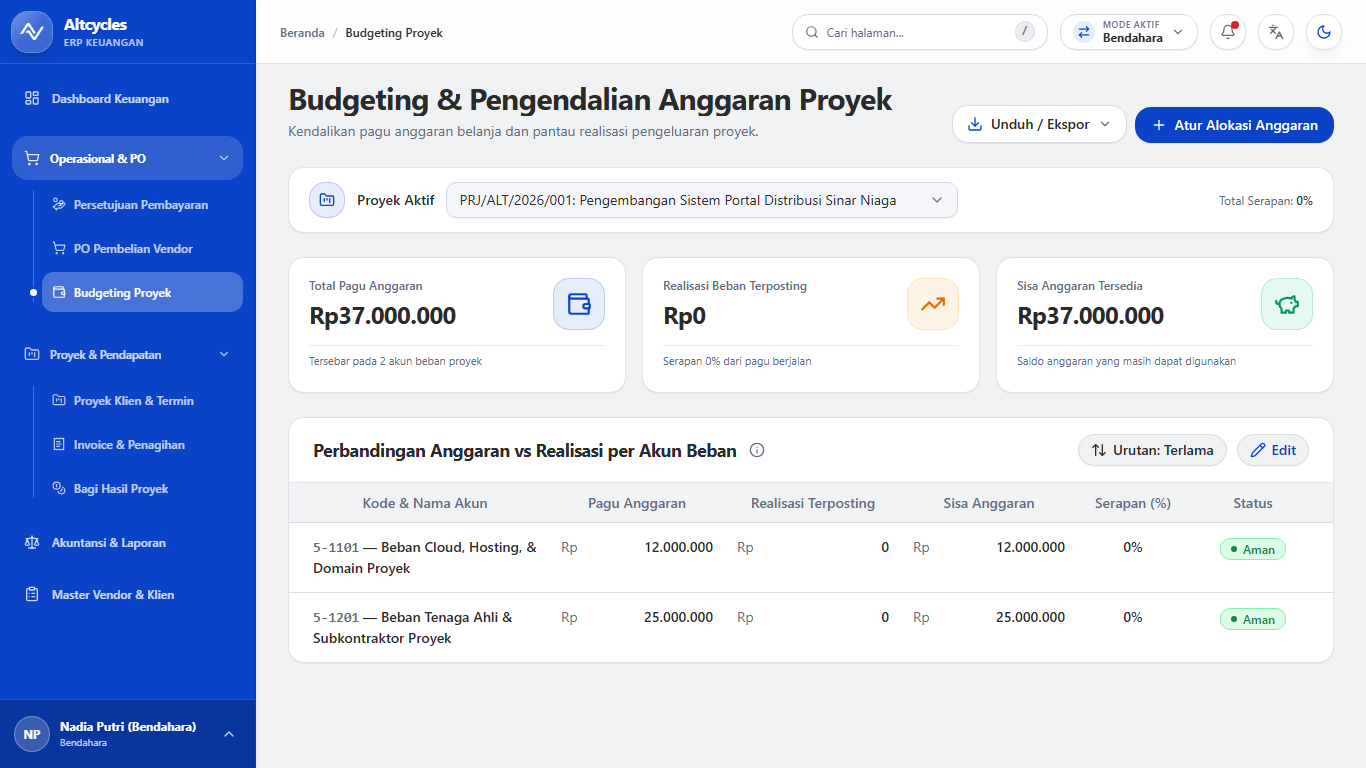 Altcycles
ERP KEUANGAN
Dashboard Keuangan
Operasional & PO
Persetujuan Pembayaran
PO Pembelian Vendor
Budgeting Proyek
Proyek & Pendapatan
Proyek Klien & Termin
Invoice & Penagihan
Bagi Hasil Proyek
Akuntansi & Laporan
Master Vendor & Klien
NP
Nadia Putri (Bendahara)
Bendahara
Beranda / Budgeting Proyek
Cari halaman... /
MODE AKTIF
Bendahara
Budgeting & Pengendalian Anggaran Proyek
Kendalikan pagu anggaran belanja dan pantau realisasi pengeluaran proyek.
Unduh / Ekspor
Atur Alokasi Anggaran
Proyek Aktif PRJ/ALT/2026/001: Pengembangan Sistem Portal Distribusi Sinar Niaga Total Serapan: 0%
Total Pagu Anggaran
Rp37.000.000
Tersebar pada 2 akun beban proyek
Realisasi Beban Terposting
Rp0
Serapan 0% dari pagu berjalan
Sisa Anggaran Tersedia
Rp37.000.000
Saldo anggaran yang masih dapat digunakan
Perbandingan Anggaran vs Realisasi per Akun Beban
Urutan: Terlama
Edit
Kode & Nama Akun Pagu Anggaran Realisasi Terposting Sisa Anggaran Serapan (%) Status
5-1101 — Beban Cloud, Hosting, & Rp 12.000.000 Rp 0 Rp 12.000.000 0% Aman
Domain Proyek
5-1201 — Beban Tenaga Ahli & Rp 25.000.000 Rp 0 Rp 25.000.000 0% Aman
Subkontraktor Proyek